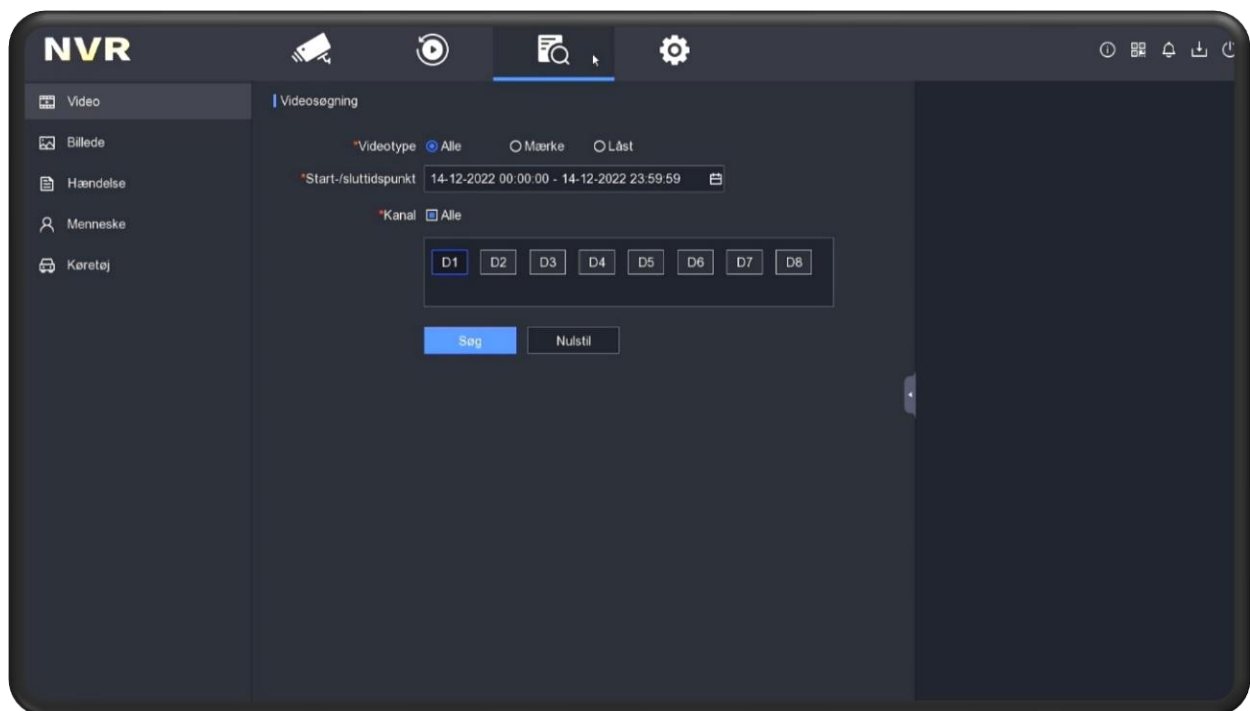 NVR
Video
Billede
Hændelse
Menneske
Køretøj
Videosøgning
*Videotype Alle Mærke Låst
*Start-/sluttidspunkt 14-12-2022 00:00:00 - 14-12-2022 23:59:59
*Kanal Alle
D1 D2 D3 D4 D5 D6 D7 D8
Søg Nulstil